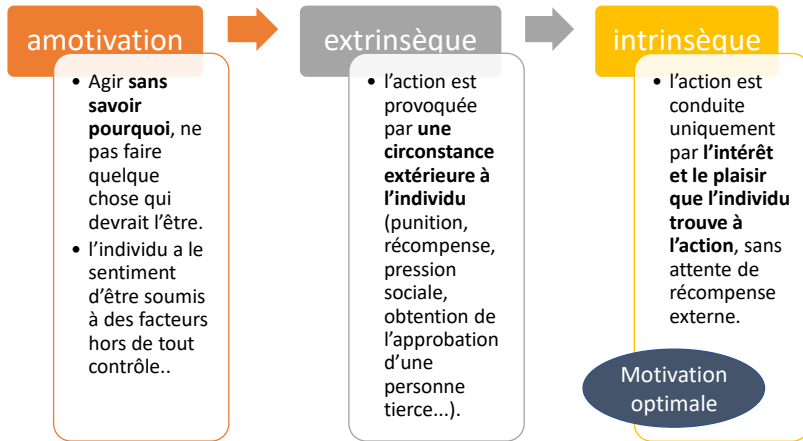 amotivation
• Agir sans
savoir
pourquoi, ne
pas faire
quelque
chose qui
devrait l’être.
• l’individu a le
sentiment
d’être soumis
à des facteurs
hors de tout
contrôle..
extrinsèque
• l’action est
provoquée
par une
circonstance
extérieure à
l’individu
(punition,
récompense,
pression
sociale,
obtention de
l’approbation
d’une
personne
tierce...).
intrinsèque
• l’action est
conduite
uniquement
par l’intérêt
et le plaisir
que l’individu
trouve à
l’action, sans
attente de
récompense
externe.
Motivation
optimale